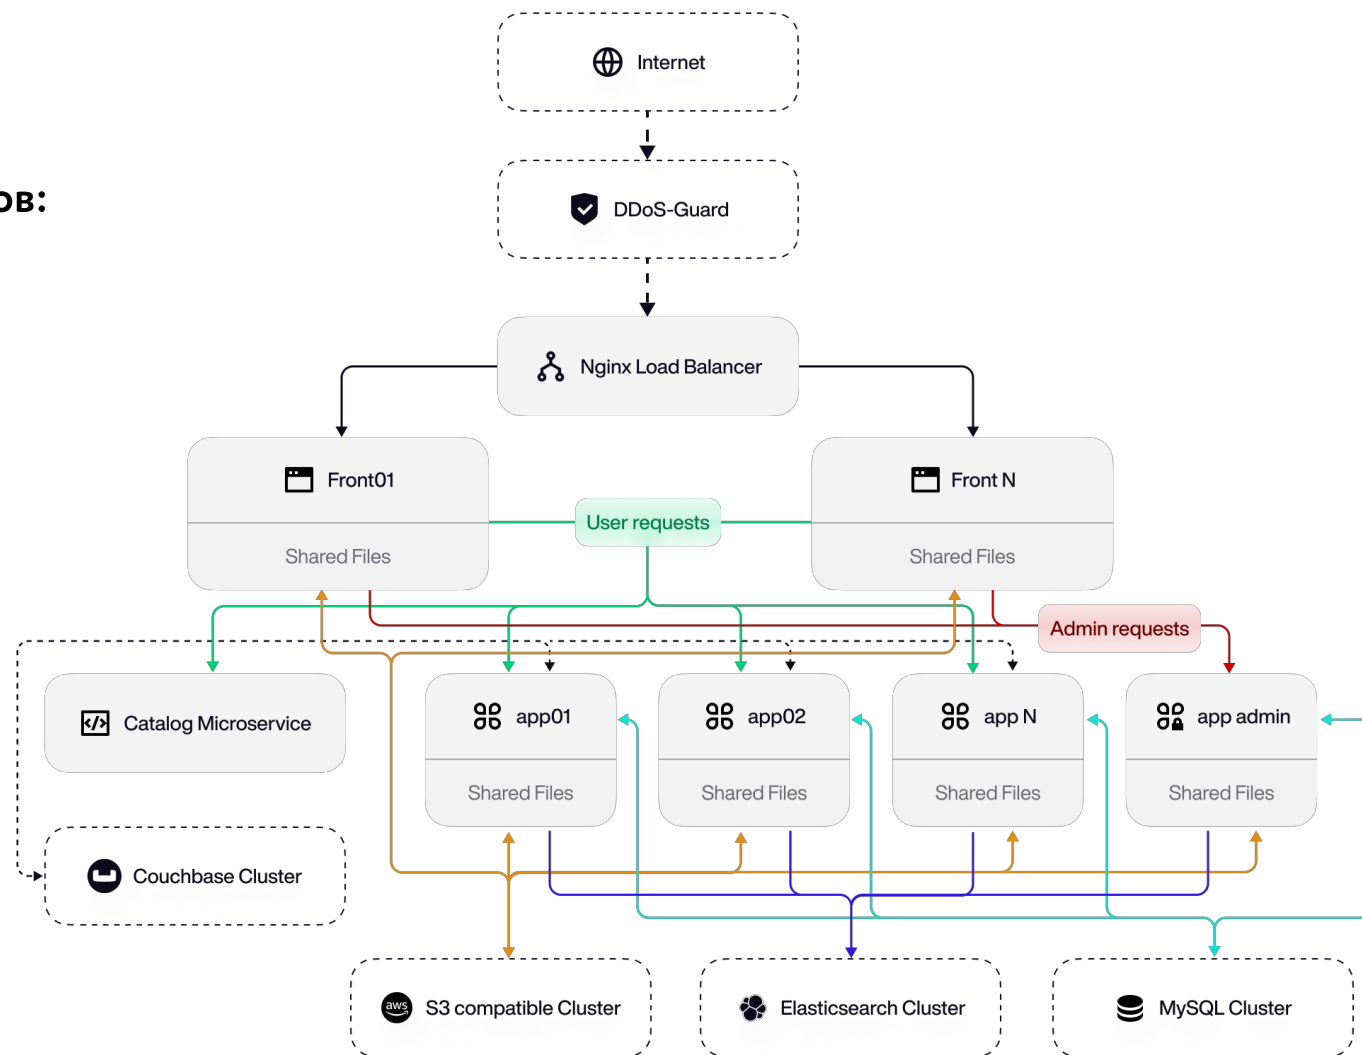 Internet
ов:
DDoS-Guard
Nginx Load Balancer
Front01
Front N
User requests
Shared Files
Shared Files
Admin requests
Catalog Microservice
app01
app02
app N
app admin
Shared Files
Shared Files
Shared Files
Shared Files
Couchbase Cluster
aws
S3 compatible Cluster
Elasticsearch Cluster
MySQL Cluster